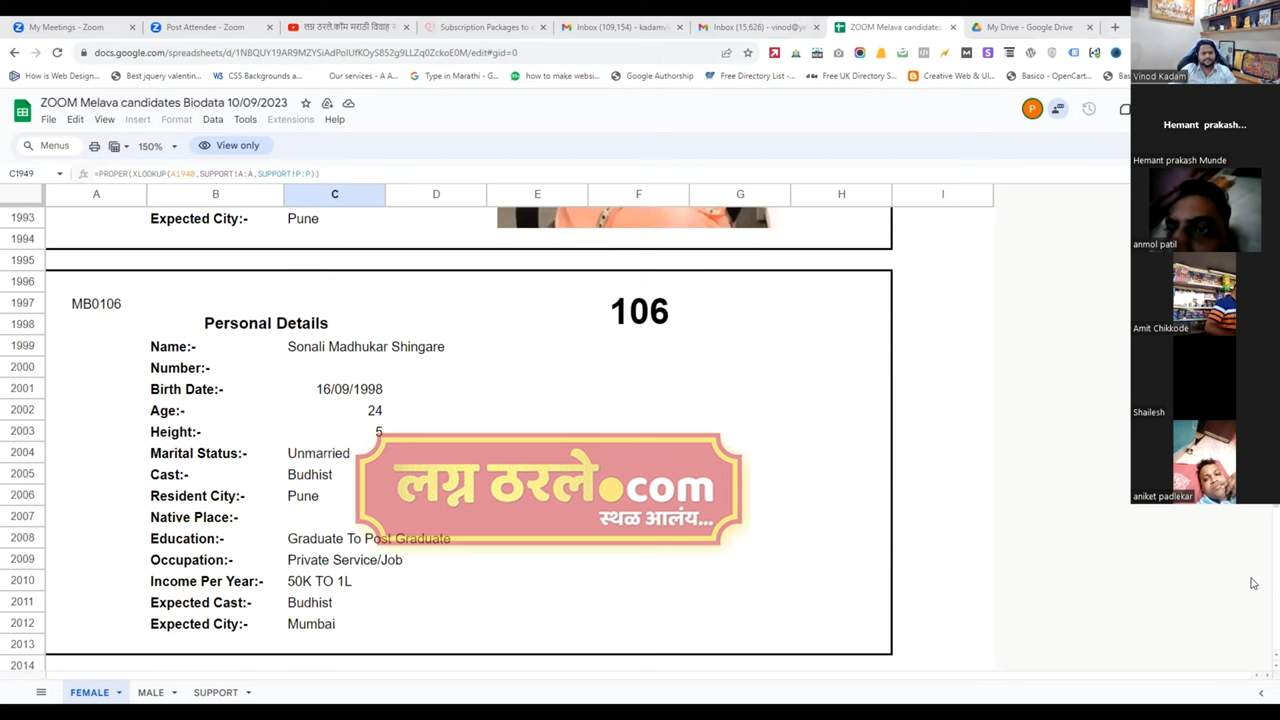 My Meetings - Zoom
Post Attendee - Zoom
लग्न ठरले.कॉम मराठी विवाह स
Subscription Packages to
Inbox (109,154) - kadamvi
Inbox (15,626) - vinod@ye
ZOOM Melava candidates
My Drive - Google Drive
docs.google.com/spreadsheets/d/
/edit#gid=0
How is Web Design...
Best jquery valentin...
CSS Backgrounds a...
Our services - A A...
Type in Marathi - G...
how to make websi...
Google Authorship
Free Directory List -...
Free UK Directory S...
Creative Web & UI...
Basico - OpenCart...
Bas
ZOOM Melava candidates Biodata 10/09/2023
P
File Edit View Insert Format Data Tools Extensions Help
Menus
150%
View only
C1949
=PROPER(XLOOKUP(A1940,SUPPORT!A:A,SUPPORT!P:P))
A B C D E F G H I
1993 Expected City:- Pune
1994
1995
1996
1997 MB0106 106
1998 Personal Details
1999 Name:- Sonali Madhukar Shingare
2000 Number:-
2001 Birth Date:- 16/09/1998
2002 Age:- 24
2003 Height:- 5
2004 Marital Status:- Unmarried
2005 Cast:- Budhist
2006 Resident City:- Pune
2007 Native Place:-
2008 Education:- Graduate To Post Graduate
2009 Occupation:- Private Service/Job
2010 Income Per Year:- 50K TO 1L
2011 Expected Cast:- Budhist
2012 Expected City:- Mumbai
2013
2014
लग्न ठरले.com
स्थळ आलंय...
FEMALE MALE SUPPORT
Vinod Kadam
Hemant prakash...
Hemant prakash Munde
anmol patil
Amit Chikkode
Shailesh
aniket padlekar